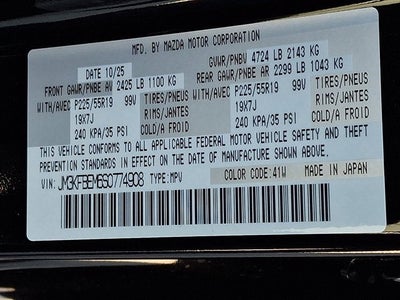 MFD. BY MAZDA MOTOR CORPORATION
DATE 10/25 GVWR/PNBV 4724 LB 2143 KG
FRONT GAWR/PNBE AV 2425 LB 1100 KG REAR GAWR/PNBE AR 2299 LB 1043 KG
WITH/AVEC P225/55R19 99V TIRES/PNEUS WITH/AVEC P225/55R19 99V TIRES/PNEUS
19X7J RIMS/JANTES 19X7J RIMS/JANTES
240 KPA/35 PSI COLD/A FROID 240 KPA/35 PSI COLD/A FROID
THIS VEHICLE CONFORMS TO ALL APPLICABLE FEDERAL MOTOR VEHICLE SAFETY AND THEFT
PREVENTION STANDARDS IN EFFECT ON THE DATE OF MANUFACTURE SHOWN ABOVE.
VIN: JM3KFBEM6S0774908 TYPE: MPV COLOR CODE: 41W MADE IN JAPAN